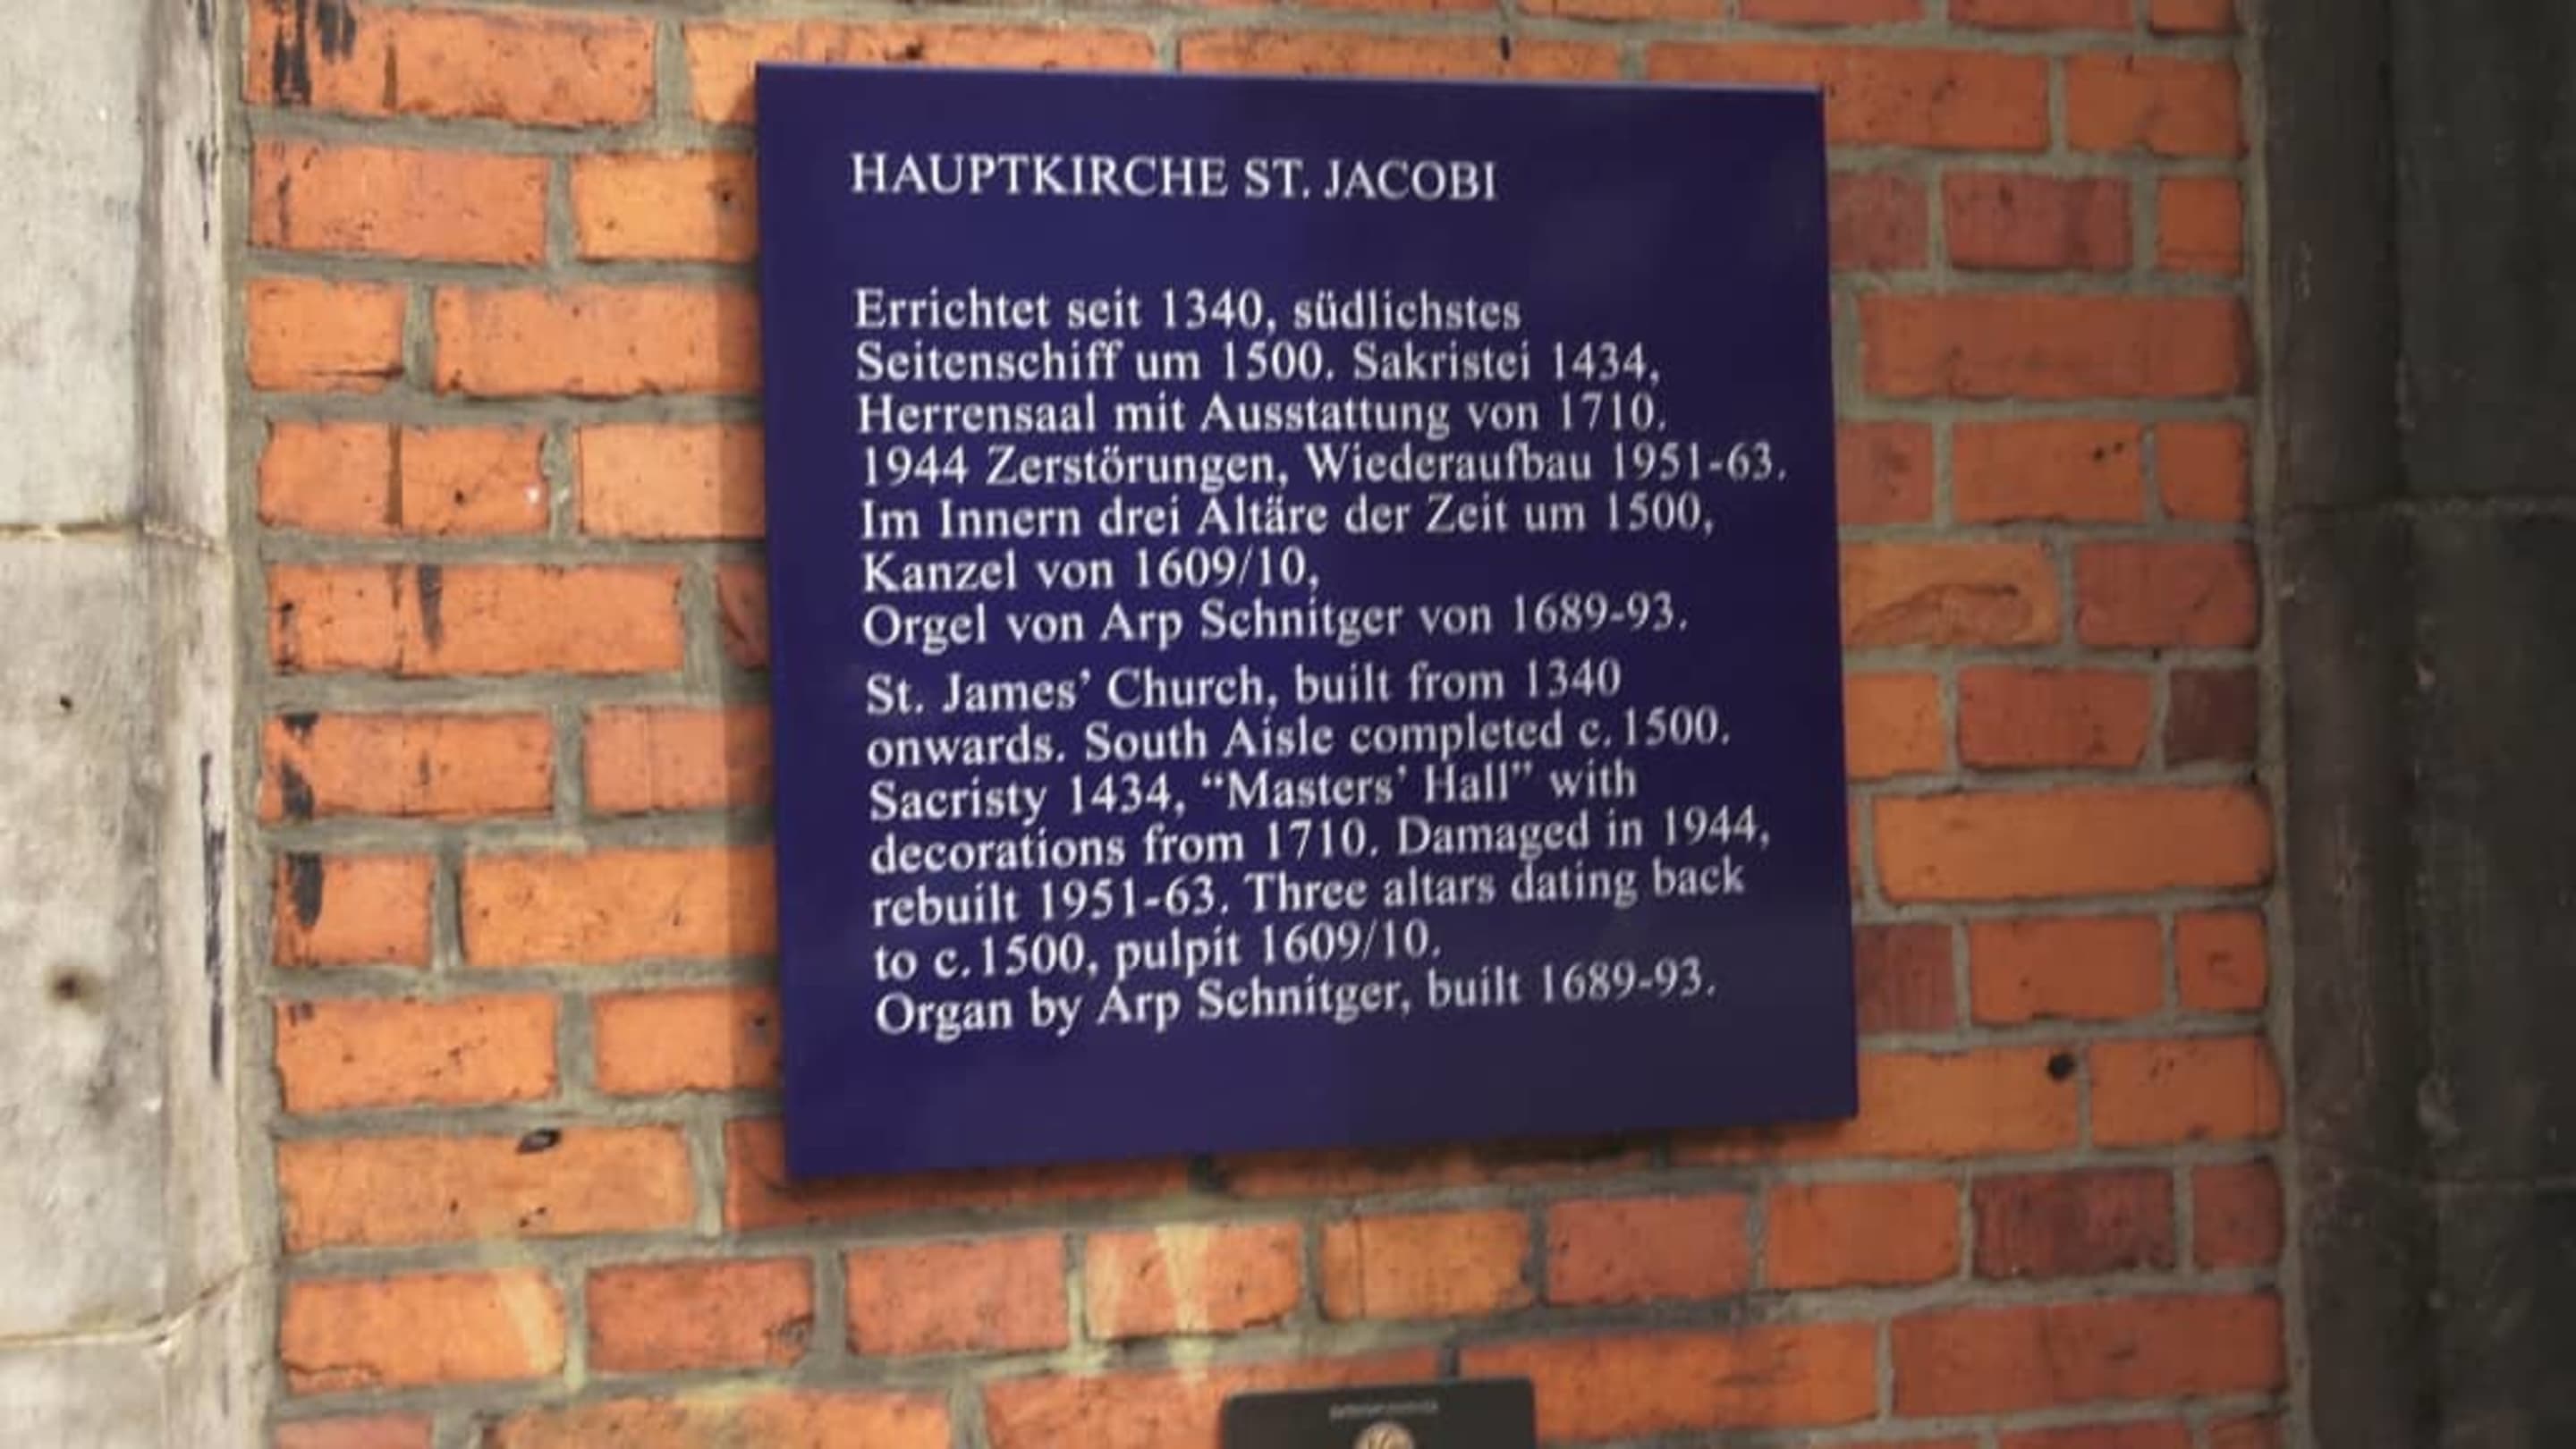 HAUPTKIRCHE ST. JACOBI
Errichtet seit 1340, südlichstes
Seitenschiff um 1500. Sakristei 1434,
Herrensaal mit Ausstattung von 1710.
1944 Zerstörungen, Wiederaufbau 1951-63.
Im Innern drei Altäre der Zeit um 1500,
Kanzel von 1609/10,
Orgel von Arp Schnitger von 1689-93.
St. James’ Church, built from 1340
onwards. South Aisle completed c. 1500.
Sacristy 1434, “Masters’ Hall” with
decorations from 1710. Damaged in 1944,
rebuilt 1951-63. Three altars dating back
to c. 1500, pulpit 1609/10.
Organ by Arp Schnitger, built 1689-93.